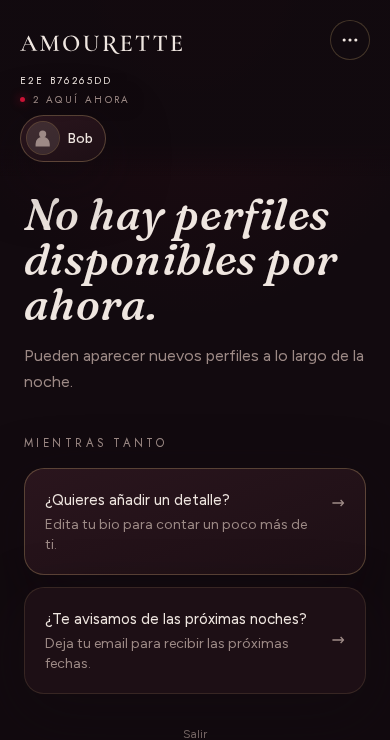 AMOURETTE
E2E B76265DD
2 AQUÍ AHORA
Bob
No hay perfiles
disponibles por
ahora.
Pueden aparecer nuevos perfiles a lo largo de la
noche.
MIENTRAS TANTO
¿Quieres añadir un detalle?
Edita tu bio para contar un poco más de
ti.
→
¿Te avisamos de las próximas noches?
Deja tu email para recibir las próximas
fechas.
→
Salir